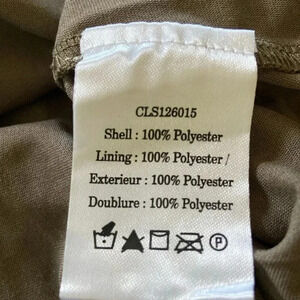 CLS126015
Shell : 100% Polyester
Lining : 100% Polyester /
Exterieur : 100% Polyester
Doublure : 100% Polyester
P